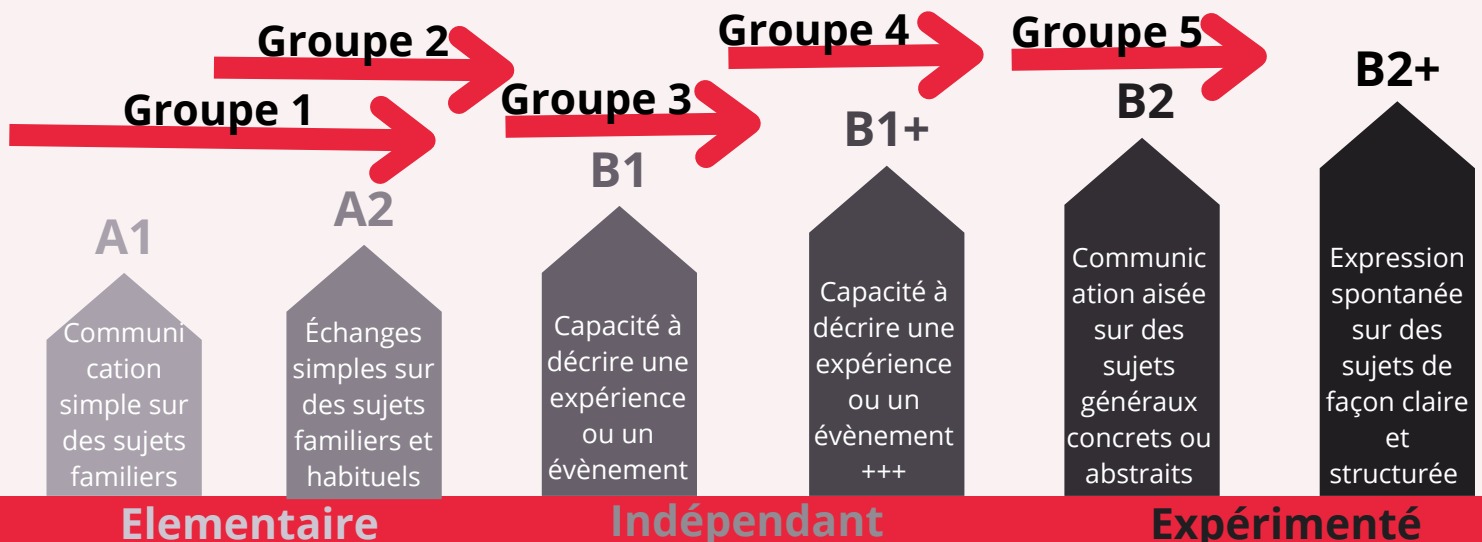 Groupe 1
Groupe 2
Groupe 3
Groupe 4
Groupe 5
A1
Communi
cation
simple sur
des sujets
familiers
A2
Échanges
simples sur
des sujets
familiers et
habituels
B1
Capacité à
décrire une
expérience
ou un
évènement
B1+
Capacité à
décrire une
expérience
ou un
évènement
+++
B2
Communic
ation aisée
sur des
sujets
généraux
concrets ou
abstraits
B2+
Expression
spontanée
sur des
sujets de
façon claire
et
structurée
Elementaire
Indépendant
Expérimenté